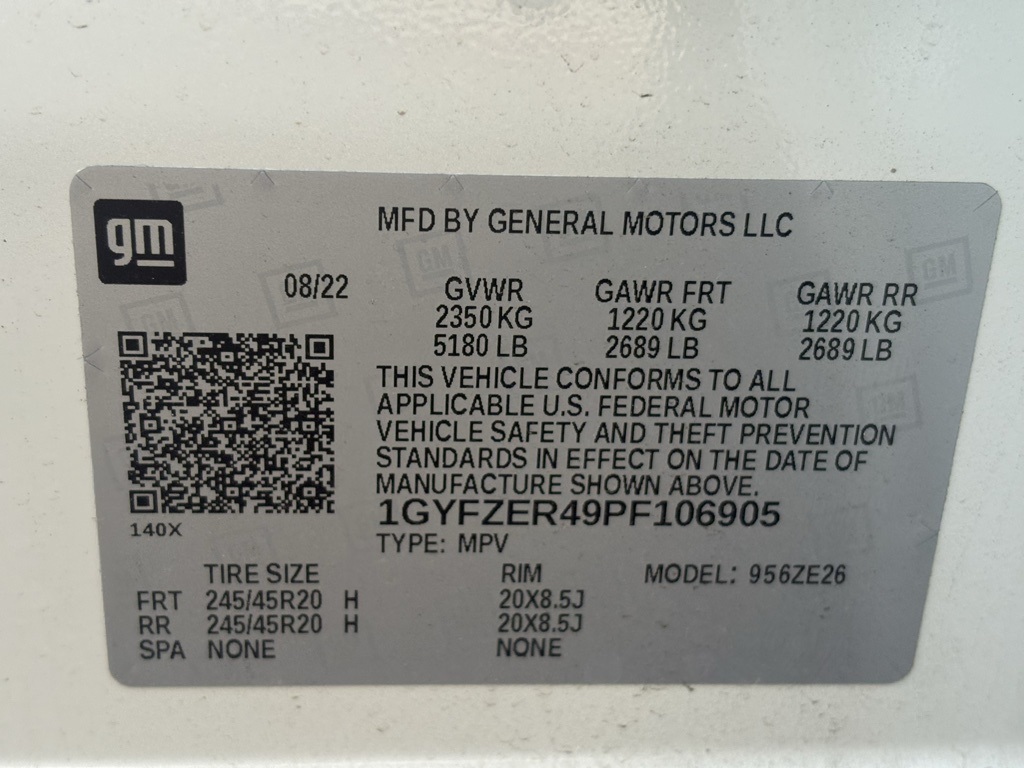 gm
MFD BY GENERAL MOTORS LLC
08/22 GVWR GAWR FRT GAWR RR
2350 KG 1220 KG 1220 KG
5180 LB 2689 LB 2689 LB
THIS VEHICLE CONFORMS TO ALL
APPLICABLE U.S. FEDERAL MOTOR
VEHICLE SAFETY AND THEFT PREVENTION
STANDARDS IN EFFECT ON THE DATE OF
MANUFACTURE SHOWN ABOVE.
1GYFZER49PF106905
140X
TYPE: MPV
TIRE SIZE RIM MODEL: 956ZE26
FRT 245/45R20 H 20X8.5J
RR 245/45R20 H 20X8.5J
SPA NONE NONE